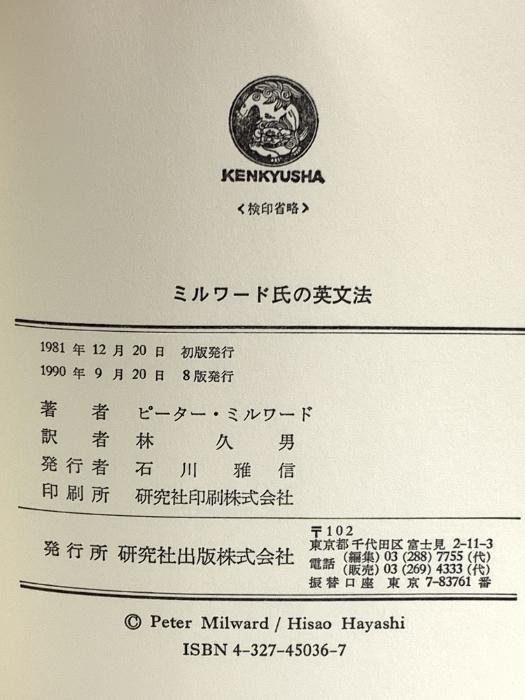 KENKYUSHA
〈検印省略〉
ミルワード氏の英文法
1981 年 12 月 20 日 初版発行
1990 年 9 月 20 日 8版発行
著者 ピーター・ミルワード
訳者 林久男
発行者 石川雅信
印刷所 研究社印刷株式会社
発行所 研究社出版株式会社
〒102
東京都千代田区富士見 2-11-3
電話 (編集) 03 (288) 7755 (代)
(販売) 03 (269) 4333 (代)
振替口座 東京 7-83761 番
© Peter Milward / Hisao Hayashi
ISBN 4-327-45036-7